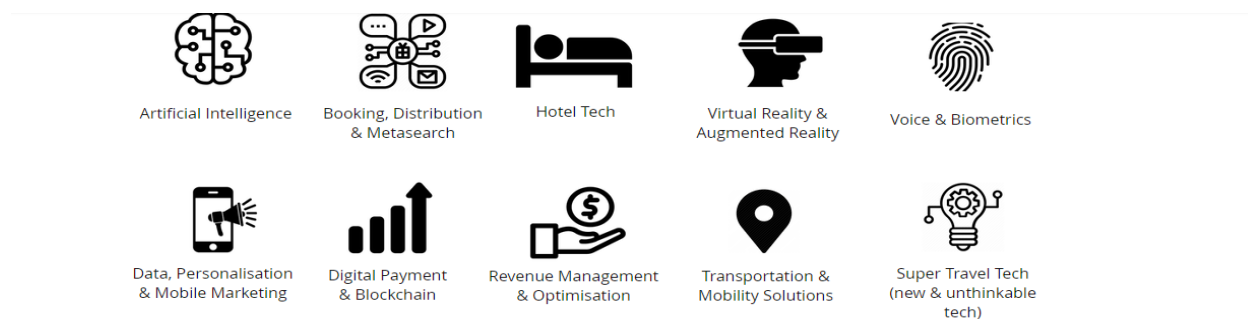 Artificial Intelligence
Booking, Distribution
& Metasearch
Hotel Tech
Virtual Reality &
Augmented Reality
Voice & Biometrics
Data, Personalisation
& Mobile Marketing
Digital Payment
& Blockchain
$
Revenue Management
& Optimisation
Transportation &
Mobility Solutions
Super Travel Tech
(new & unthinkable
tech)